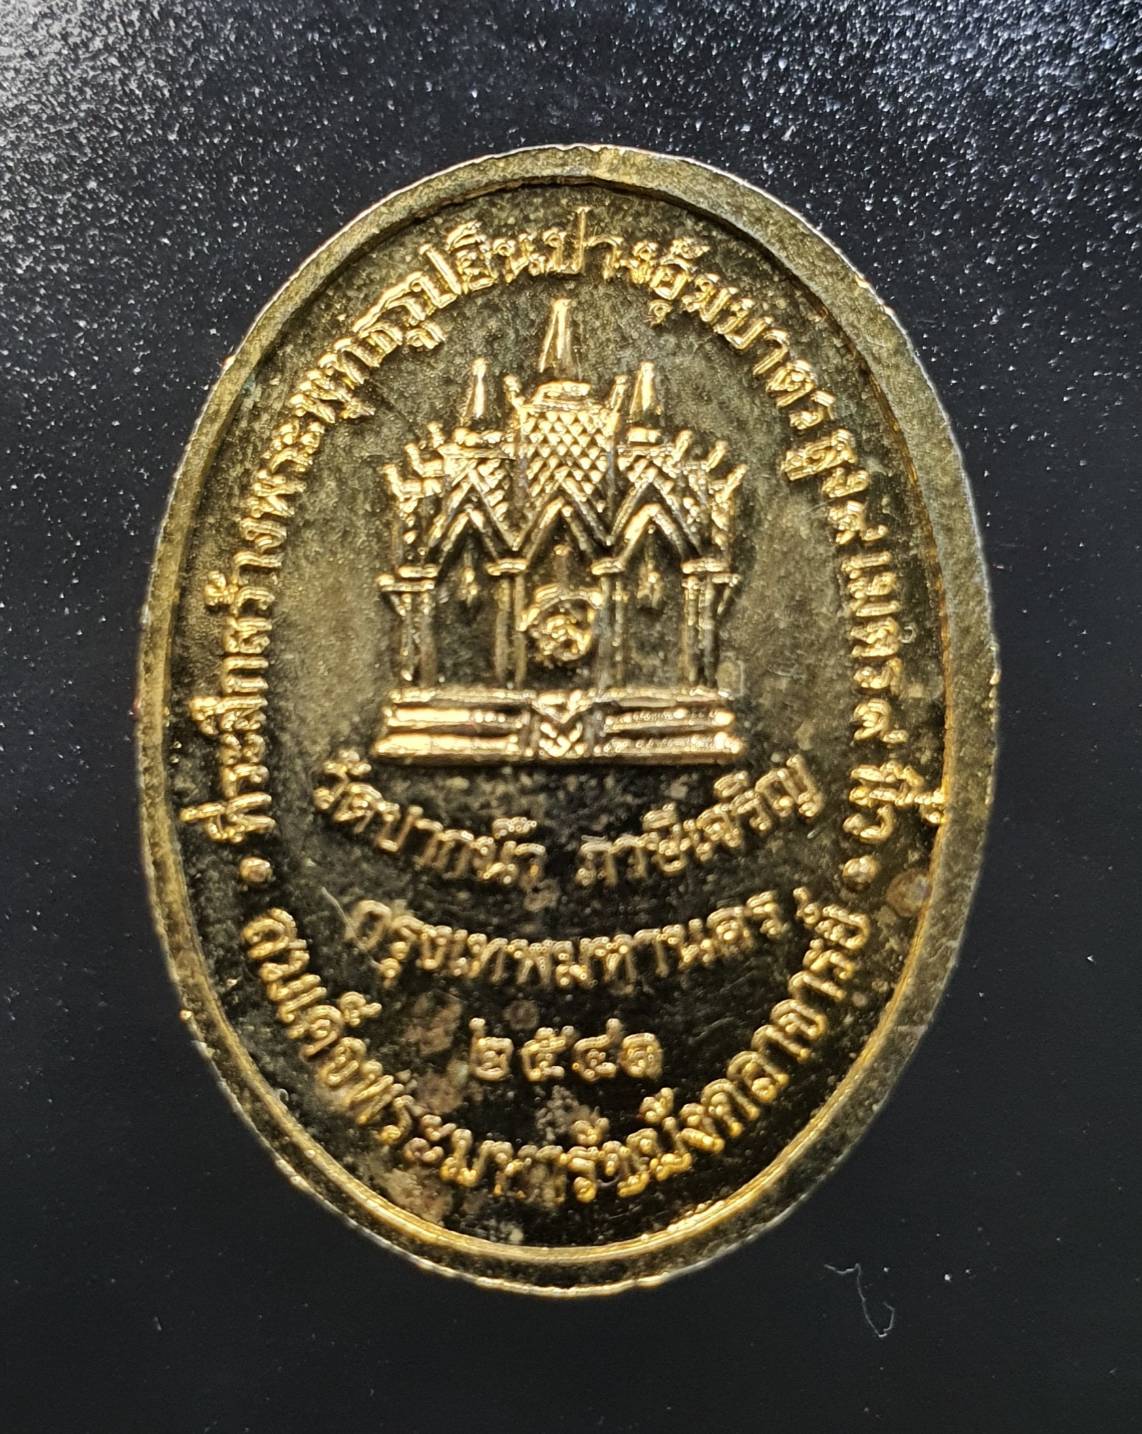 ที่ระลึกสร้างพระพุทธรูปยืนปางอุ้มบาตรสูง๙เมตร๙นิ้ว
วัดปากน้ำ ภาษีเจริญ
กรุงเทพมหานคร
๒๕๔๑
สมเด็จพระมหารัชมังคลาจารย์